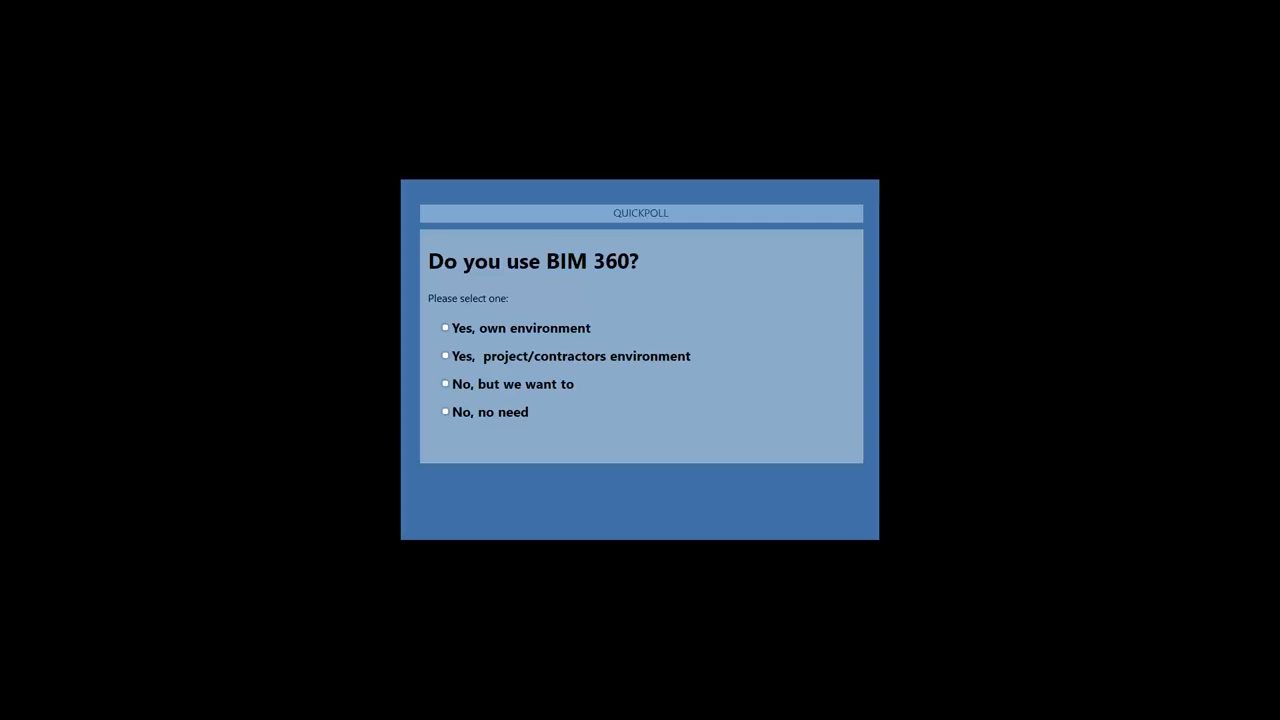 QUICKPOLL
Do you use BIM 360?
Please select one:
Yes, own environment
Yes,  project/contractors environment
No, but we want to
No, no need